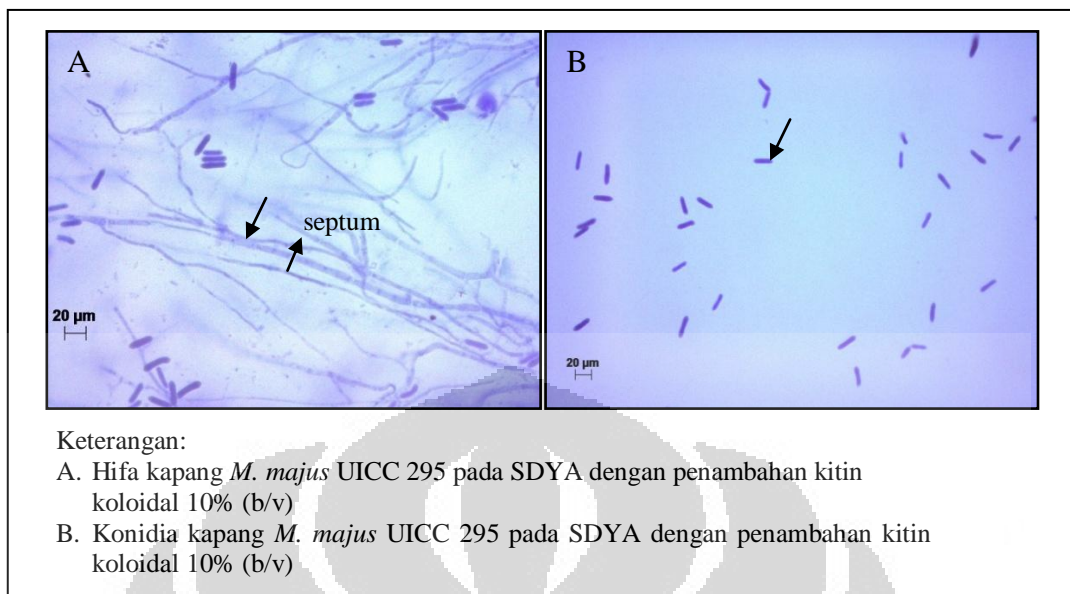 A
B
septum
20 µm
20 µm
Keterangan:
A. Hifa kapang M. majus UICC 295 pada SDYA dengan penambahan kitin
koloidal 10% (b/v)
B. Konidia kapang M. majus UICC 295 pada SDYA dengan penambahan kitin
koloidal 10% (b/v)